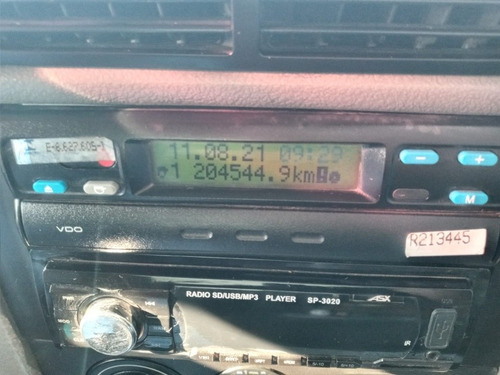 E-8.627.605-1
11.08.21 09:29
1 204544.9km
M
VDO
R213445
RADIO SD/USB/MP3 PLAYER SP-3020